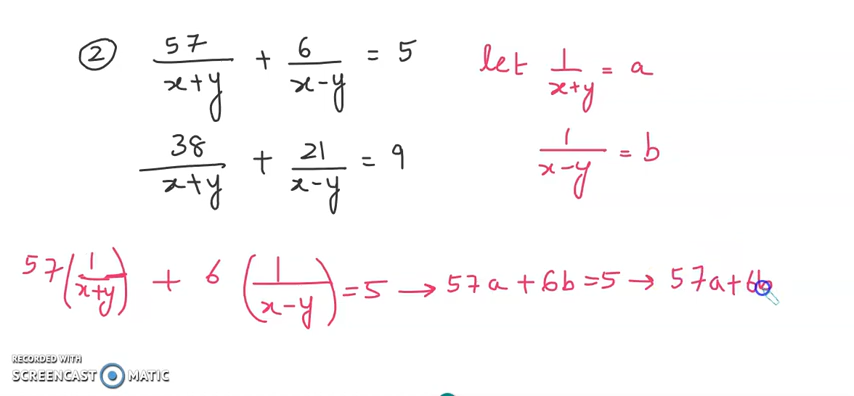 ② 57/(x+y) + 6/(x-y) = 5
let 1/(x+y) = a
38/(x+y) + 21/(x-y) = 9
1/(x-y) = b
57(1/(x+y)) + 6(1/(x-y)) = 5 → 57a + 6b = 5 → 57a + 6b
RECORDED WITH
SCREENCAST MATIC